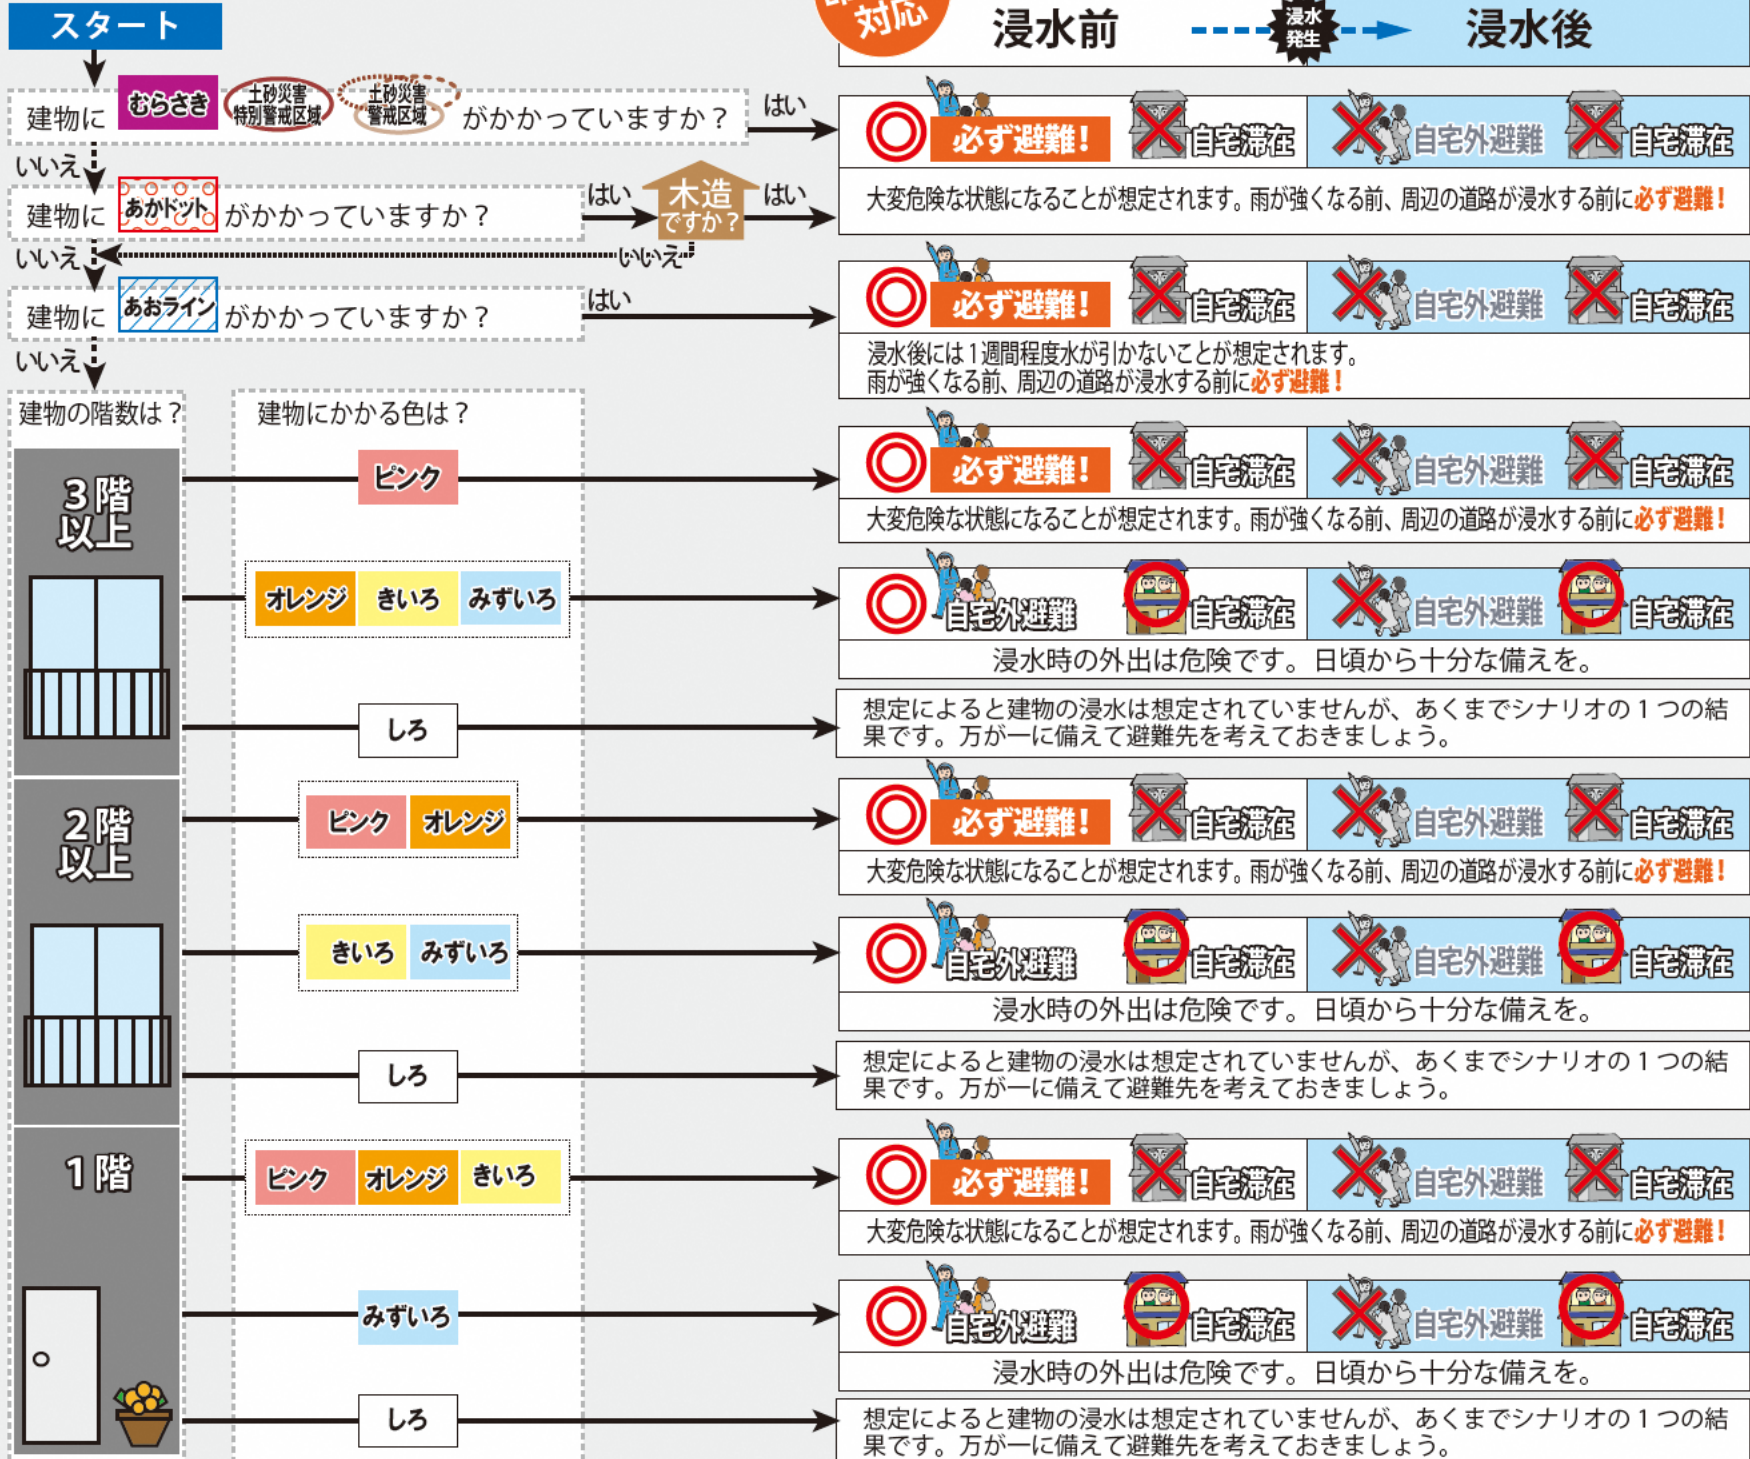 スタート
対応
浸水前
浸水
発生
浸水後
建物に
むらさき
土砂災害
特別警戒区域
土砂災害
警戒区域
がかかっていますか？
はい
必ず避難！
自宅滞在
自宅外避難
自宅滞在
大変危険な状態になることが想定されます。雨が強くなる前、周辺の道路が浸水する前に必ず避難！
いいえ
建物に
あかドット
がかかっていますか？
はい
木造
ですか？
はい
いいえ
いいえ
建物に
あおライン
がかかっていますか？
はい
必ず避難！
自宅滞在
自宅外避難
自宅滞在
浸水後には１週間程度水が引かないことが想定されます。
雨が強くなる前、周辺の道路が浸水する前に必ず避難！
いいえ
建物の階数は？
建物にかかる色は？
３階
以上
ピンク
必ず避難！
自宅滞在
自宅外避難
自宅滞在
大変危険な状態になることが想定されます。雨が強くなる前、周辺の道路が浸水する前に必ず避難！
オレンジ
きいろ
みずいろ
自宅外避難
自宅滞在
自宅外避難
自宅滞在
浸水時の外出は危険です。日頃から十分な備えを。
しろ
想定によると建物の浸水は想定されていませんが、あくまでシナリオの１つの結
果です。万が一に備えて避難先を考えておきましょう。
２階
以上
ピンク
オレンジ
必ず避難！
自宅滞在
自宅外避難
自宅滞在
大変危険な状態になることが想定されます。雨が強くなる前、周辺の道路が浸水する前に必ず避難！
きいろ
みずいろ
自宅外避難
自宅滞在
自宅外避難
自宅滞在
浸水時の外出は危険です。日頃から十分な備えを。
しろ
想定によると建物の浸水は想定されていませんが、あくまでシナリオの１つの結
果です。万が一に備えて避難先を考えておきましょう。
１階
ピンク
オレンジ
きいろ
必ず避難！
自宅滞在
自宅外避難
自宅滞在
大変危険な状態になることが想定されます。雨が強くなる前、周辺の道路が浸水する前に必ず避難！
みずいろ
自宅外避難
自宅滞在
自宅外避難
自宅滞在
浸水時の外出は危険です。日頃から十分な備えを。
しろ
想定によると建物の浸水は想定されていませんが、あくまでシナリオの１つの結
果です。万が一に備えて避難先を考えておきましょう。